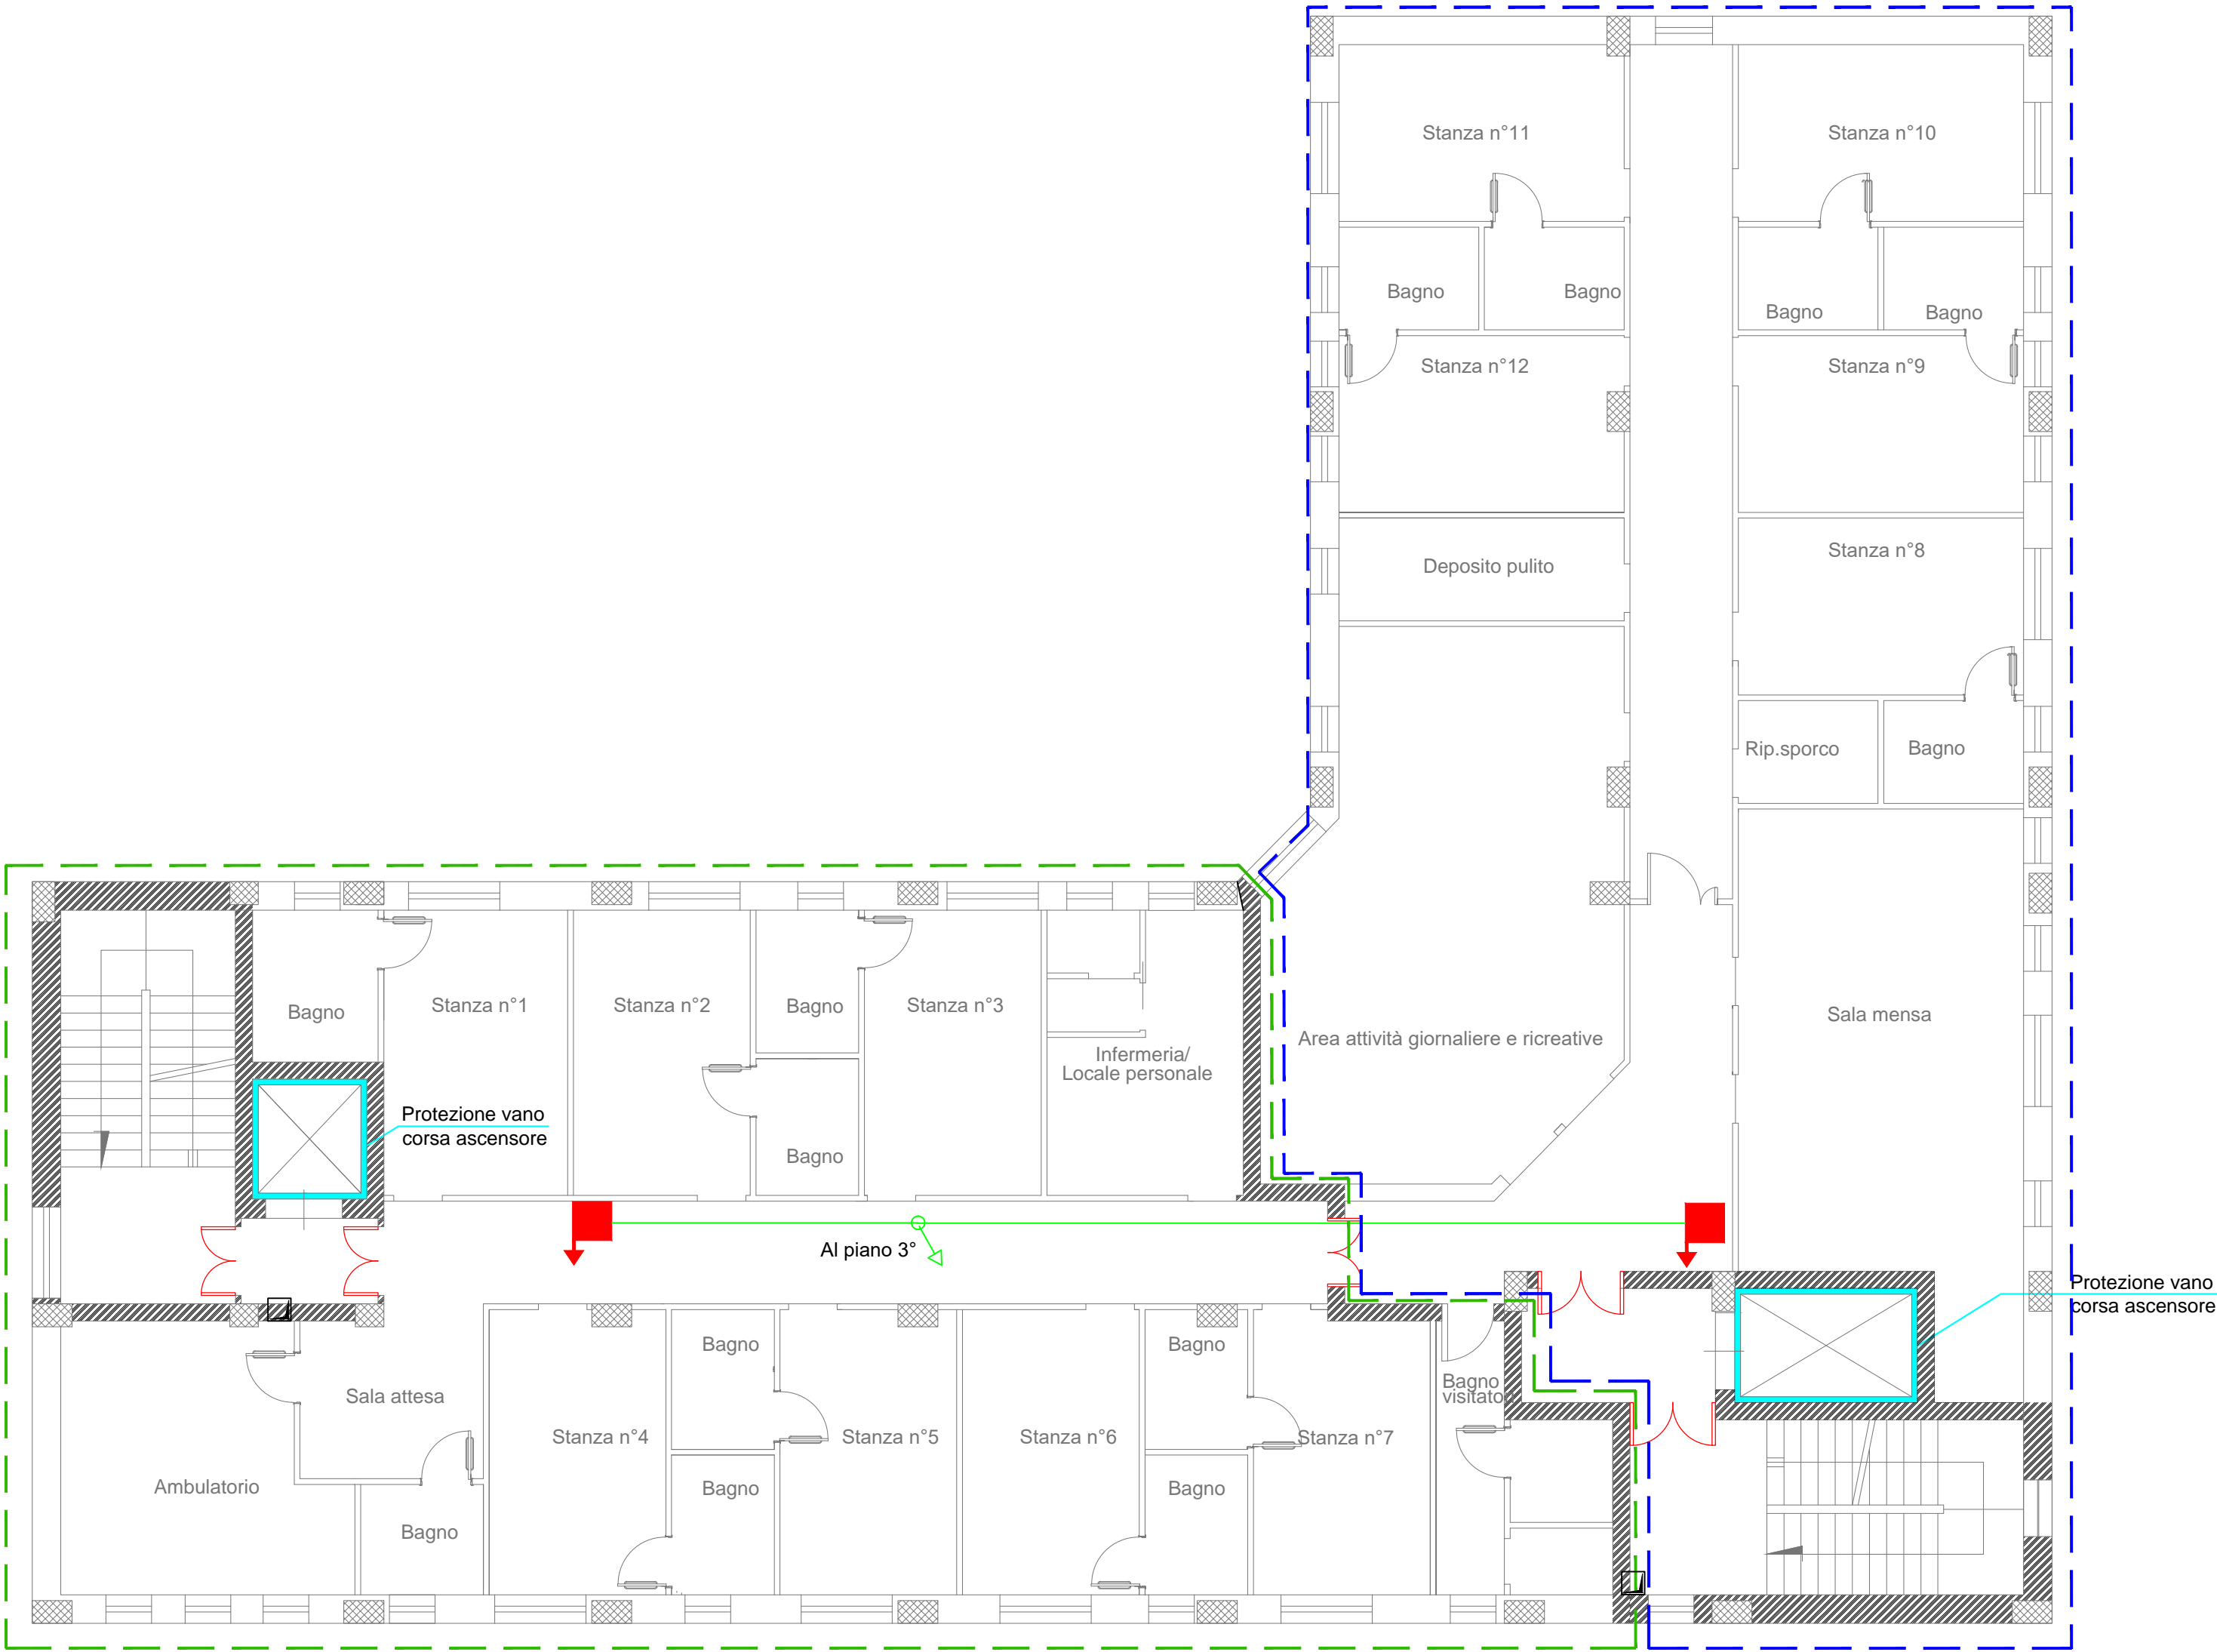 Stanza n°11
Stanza n°10
Bagno
Bagno
Bagno
Bagno
Stanza n°12
Stanza n°9
Deposito pulito
Stanza n°8
Rip.sporco
Bagno
Bagno
Stanza n°1
Stanza n°2
Bagno
Stanza n°3
Area attività giornaliere e ricreative
Sala mensa
Infermeria/
Locale personale
Protezione vano
corsa ascensore
Bagno
Al piano 3°
Protezione vano
corsa ascensore
Bagno
Bagno
Bagno
visitato
Sala attesa
Stanza n°4
Stanza n°5
Stanza n°6
Stanza n°7
Ambulatorio
Bagno
Bagno
Bagno